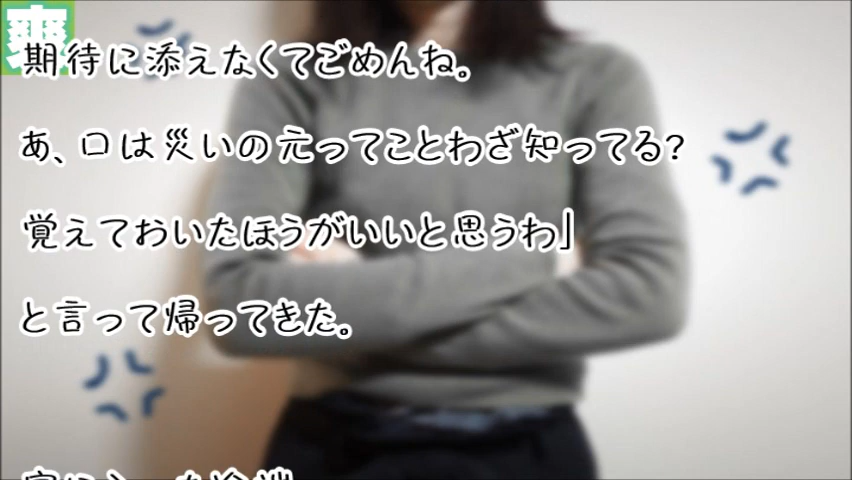 爽
期待に添えなくてごめんね。
あ、口は災いの元ってことわざ知ってる?
覚えておいたほうがいいと思うわ」
と言って帰ってきた。